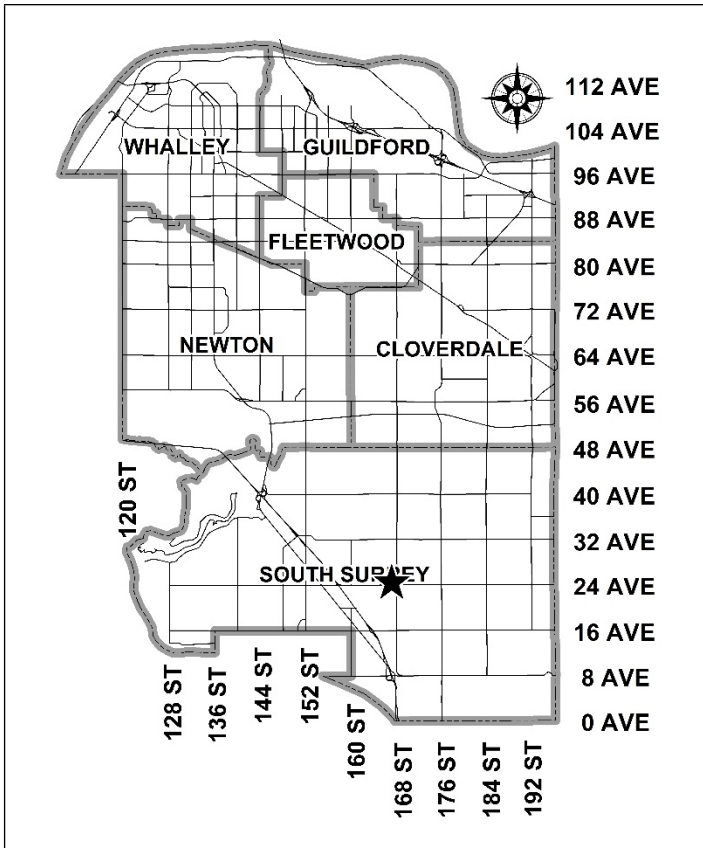 112 AVE
104 AVE
WHALLEY
GUILDFORD
96 AVE
88 AVE
FLEETWOOD
80 AVE
72 AVE
NEWTON
CLOVERDALE
64 AVE
56 AVE
48 AVE
120 ST
40 AVE
32 AVE
SOUTH SURREY
24 AVE
16 AVE
8 AVE
0 AVE
128 ST
136 ST
144 ST
152 ST
160 ST
168 ST
176 ST
184 ST
192 ST